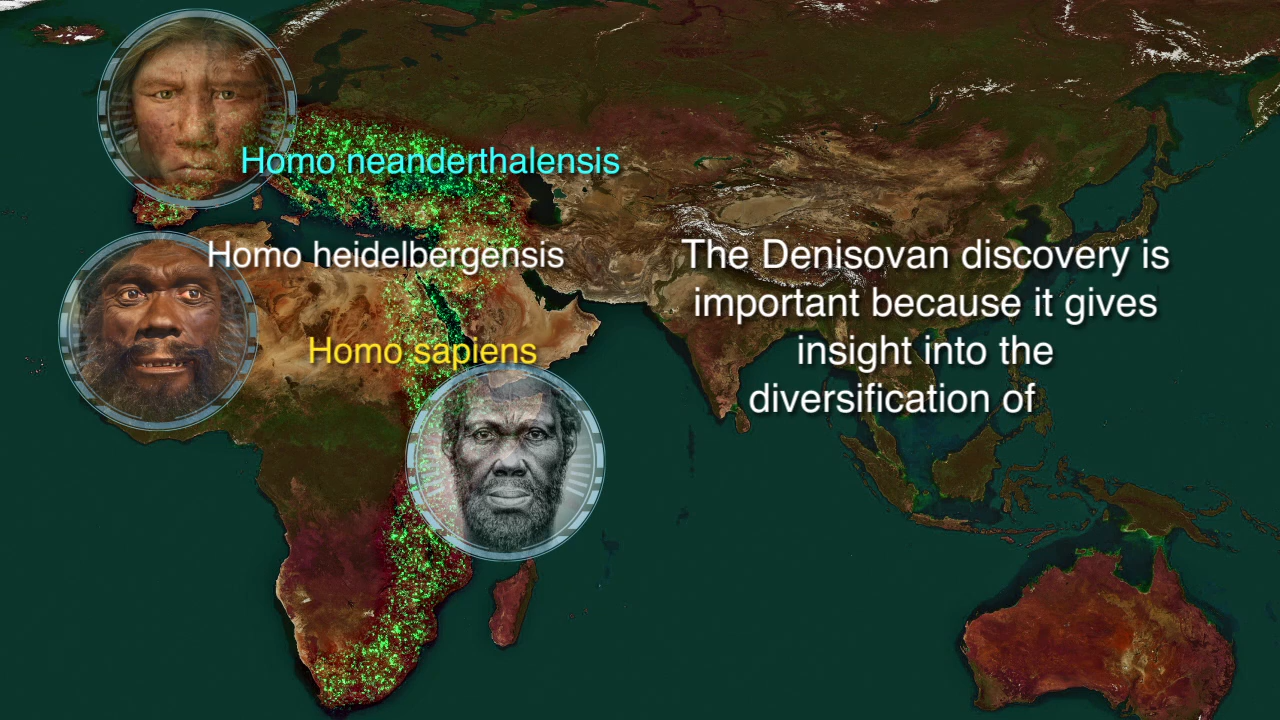 Homo neanderthalensis
Homo heidelbergensis
Homo sapiens
The Denisovan discovery is
important because it gives
insight into the
diversification of